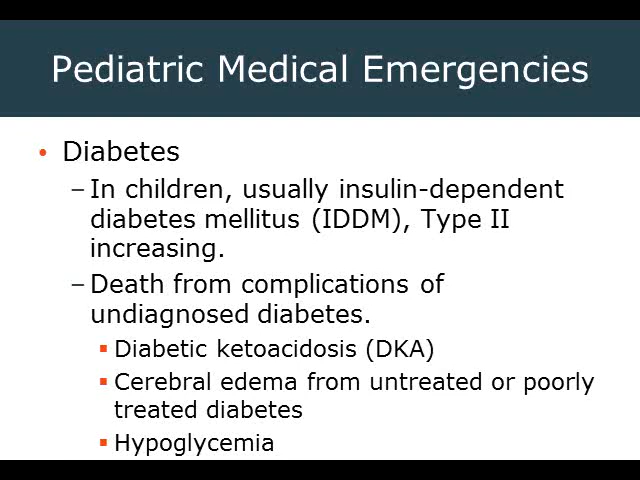 Pediatric Medical Emergencies
• Diabetes
– In children, usually insulin-dependent
diabetes mellitus (IDDM), Type II
increasing.
– Death from complications of
undiagnosed diabetes.
▪ Diabetic ketoacidosis (DKA)
▪ Cerebral edema from untreated or poorly
treated diabetes
▪ Hypoglycemia